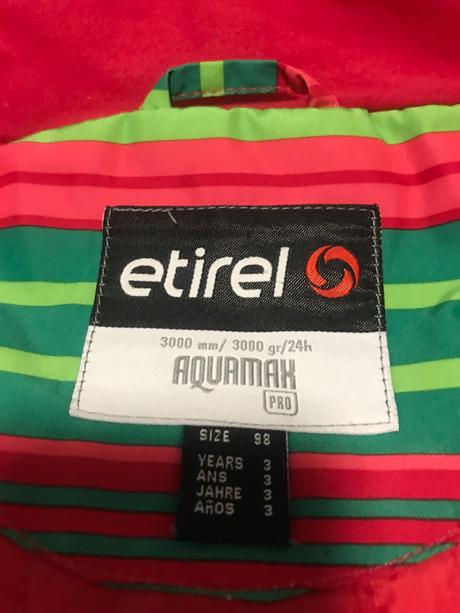 etirel
3000 mm/ 3000 gr/24h
AQUAMAX
PRO
SIZE 98
YEARS 3
ANS 3
JAHRE 3
AÑOS 3